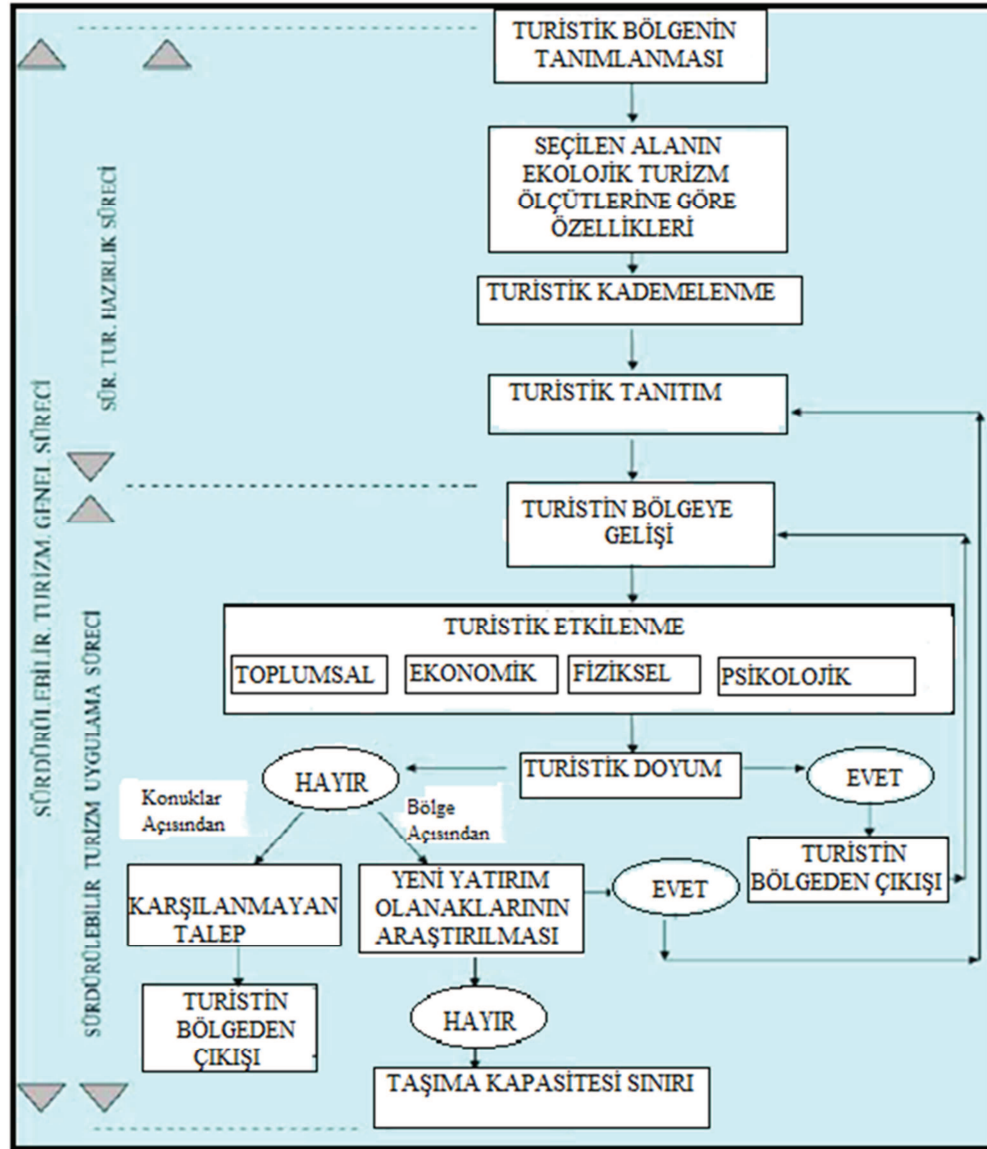 TURİSTİK BÖLGENİN
TANIMLANMASI
SEÇİLEN ALANIN
EKOLOJİK TURİZM
ÖLÇÜTLERİNE GÖRE
ÖZELLİKLERİ
TURİSTİK KADEMELENME
TURİSTİK TANITIM
TURİSTİN BÖLGEYE
GELİŞİ
TURİSTİK ETKİLENME
TOPLUMSAL
EKONOMİK
FİZİKSEL
PSİKOLOJİK
HAYIR
TURİSTİK DOYUM
EVET
Konuklar
Açısından
Bölge
Açısından
KARŞILANMAYAN
TALEP
YENİ YATIRIM
OLANAKLARININ
ARAŞTIRILMASI
EVET
TURİSTİN
BÖLGEDEN ÇIKIŞI
TURİSTİN
BÖLGEDEN
ÇIKIŞI
HAYIR
TAŞIMA KAPASİTESİ SINIRI
SÜRDÜRÜLEBİLİR. TURİZM. GENEL SÜRECİ
SÜR. TUR. HAZIRLIK SÜRECİ
SÜRDÜRÜLEBİLİR TURİZM UYGULAMA SÜRECİ